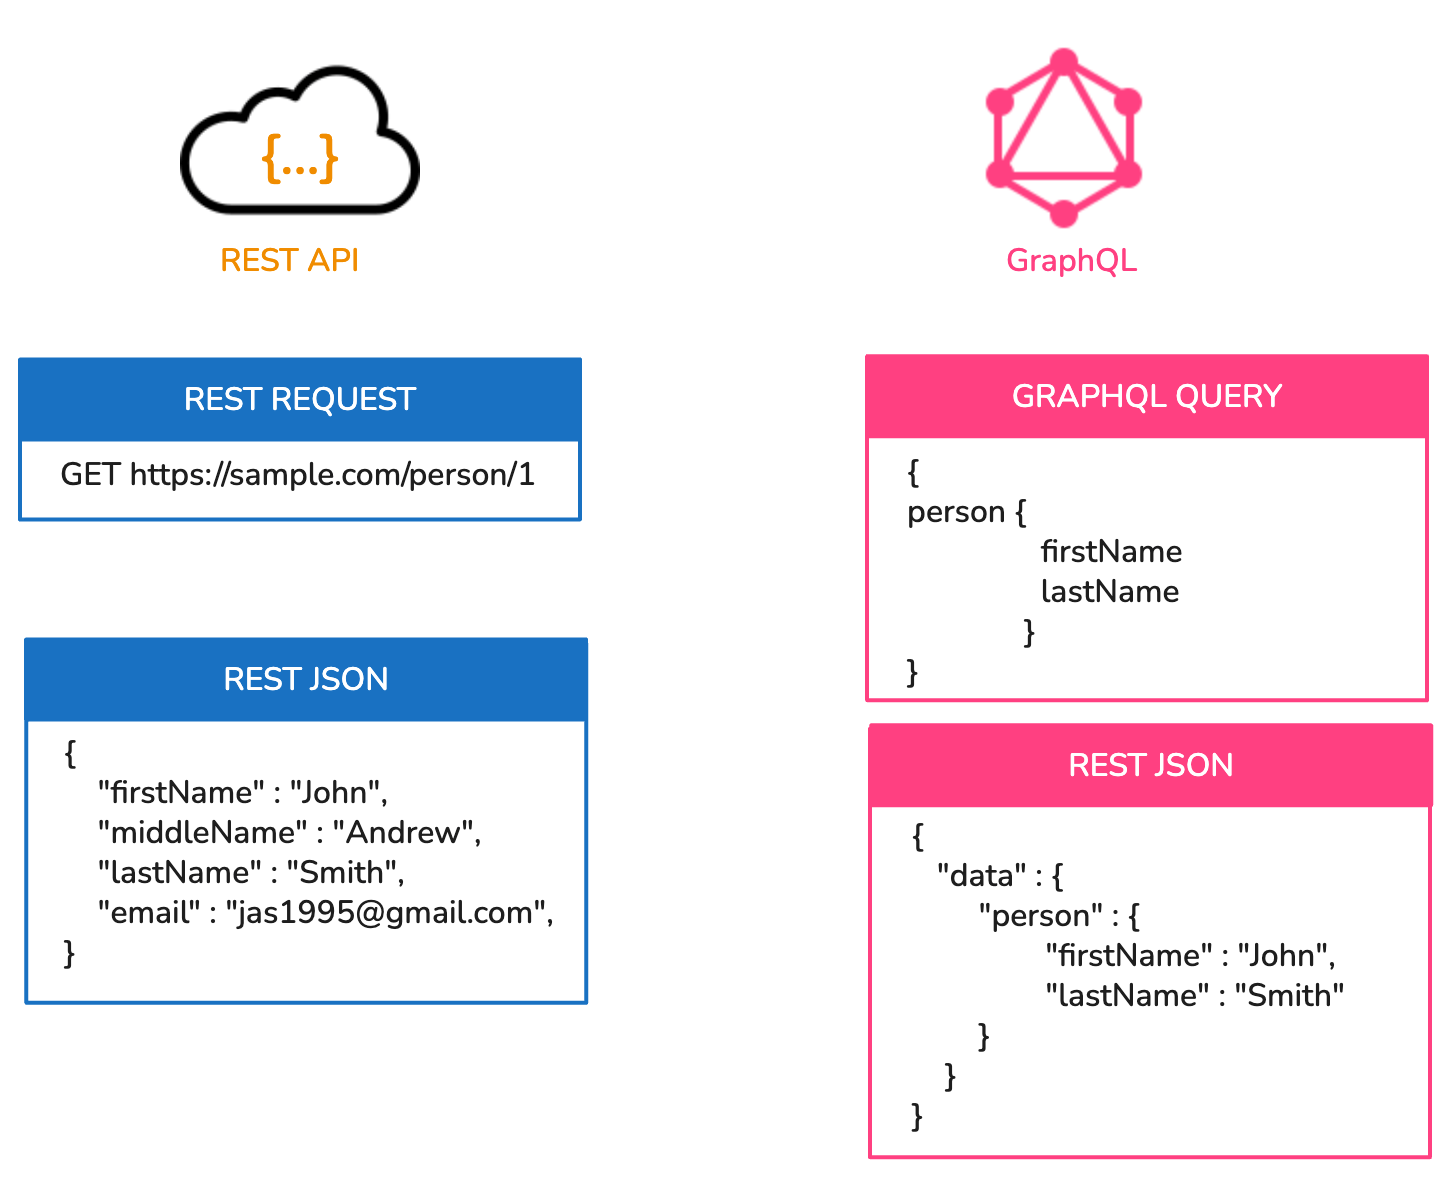 {...}
REST API
REST REQUEST
GET https://sample.com/person/1
REST JSON
{
"firstName" : "John",
"middleName" : "Andrew",
"lastName" : "Smith",
"email" : "jas1995@gmail.com",
}
GraphQL
GRAPHQL QUERY
{
person {
firstName
lastName
}
}
REST JSON
{
"data" : {
"person" : {
"firstName" : "John",
"lastName" : "Smith"
}
}
}